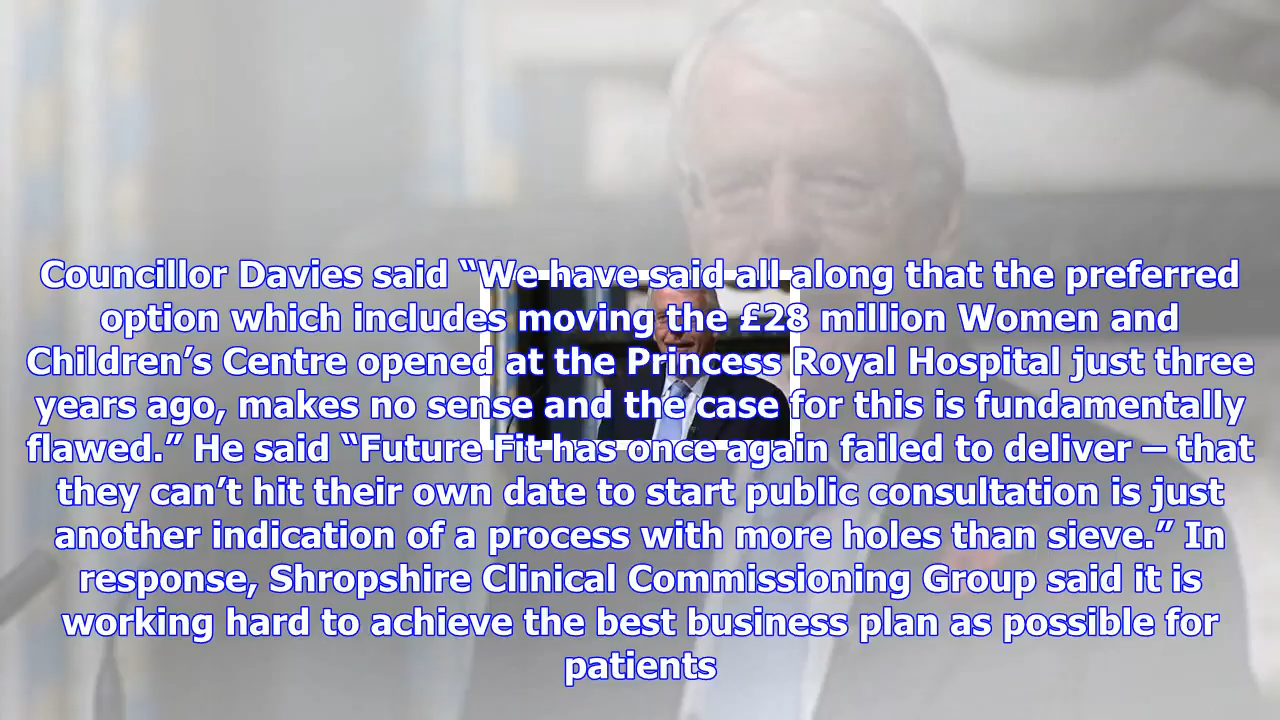 Councillor Davies said “We have said all along that the preferred
option which includes moving the £28 million Women and
Children’s Centre opened at the Princess Royal Hospital just three
years ago, makes no sense and the case for this is fundamentally
flawed.” He said “Future Fit has once again failed to deliver – that
they can’t hit their own date to start public consultation is just
another indication of a process with more holes than sieve.” In
response, Shropshire Clinical Commissioning Group said it is
working hard to achieve the best business plan as possible for
patients